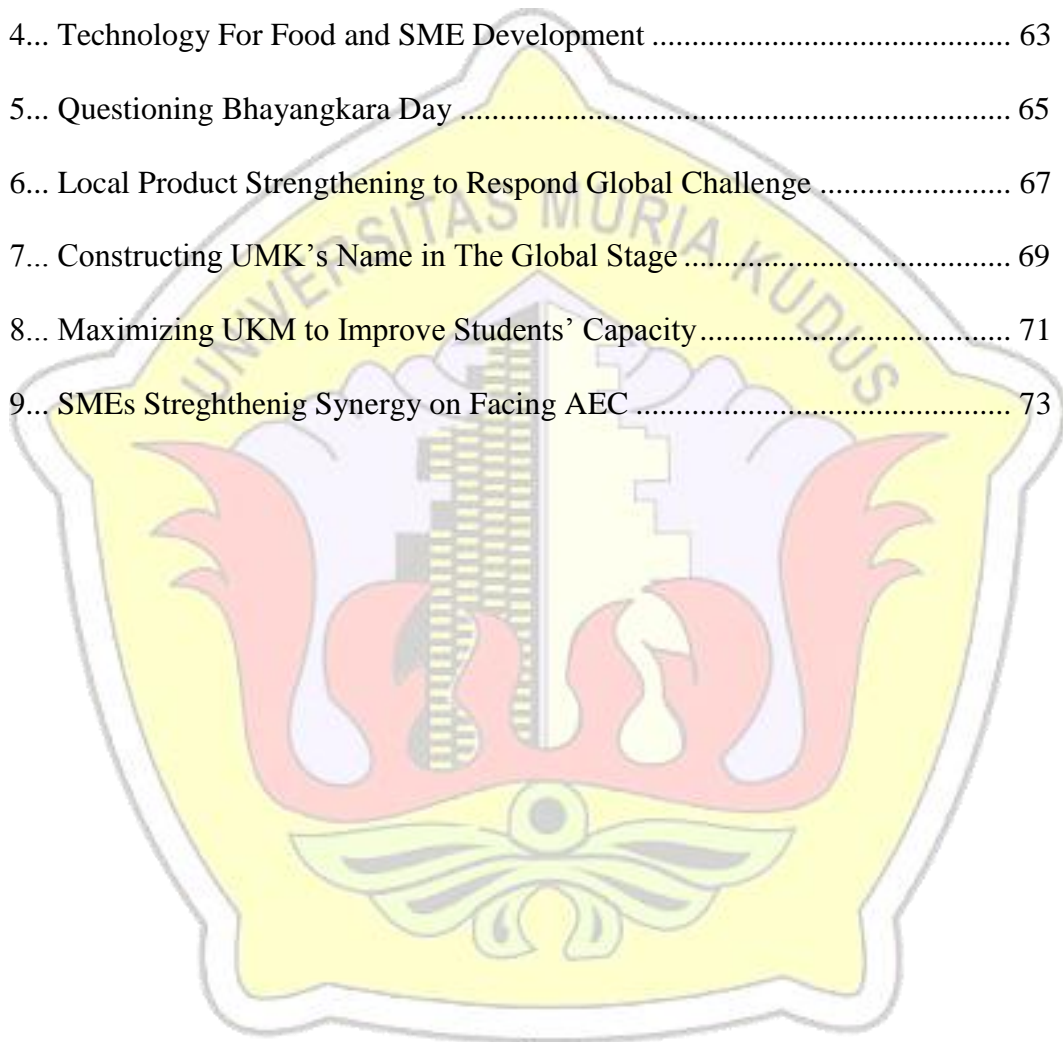 4... Technology For Food and SME Development ............................................. 63
5... Questioning Bhayangkara Day ..................................................................... 65
6... Local Product Strengthening to Respond Global Challenge ........................ 67
7... Constructing UMK’s Name in The Global Stage ......................................... 69
8... Maximizing UKM to Improve Students’ Capacity ....................................... 71
9... SMEs Streghthenig Synergy on Facing AEC ............................................... 73
UNIVERSITAS MURIA KUDUS